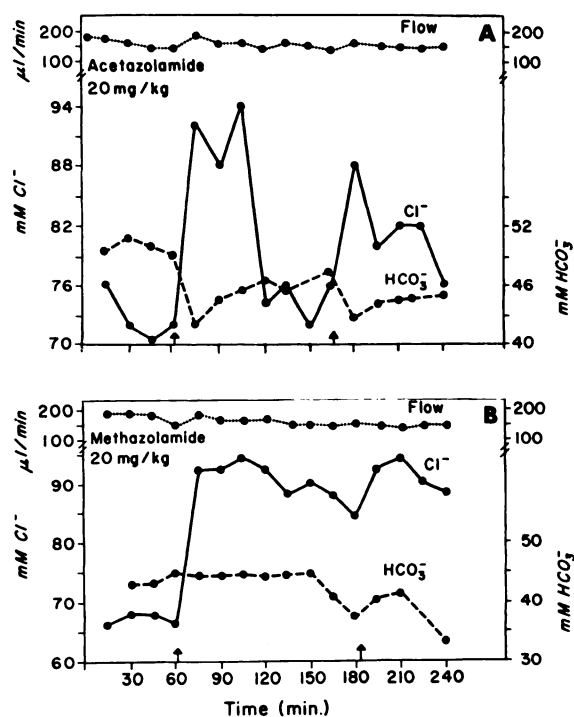 Flow
A
200
100
200
100
μl/min
Acetazolamide
20 mg/kg
94
88
82
76
70
mM Cl⁻
Cl⁻
HCO₃⁻
52
46
40
mM HCO₃⁻
Flow
B
200
100
200
100
μl/min
Methazolamide
20 mg/kg
90
80
70
60
mM Cl⁻
Cl⁻
HCO₃⁻
50
40
30
mM HCO₃⁻
30 60 90 120 150 180 210 240
Time (min.)